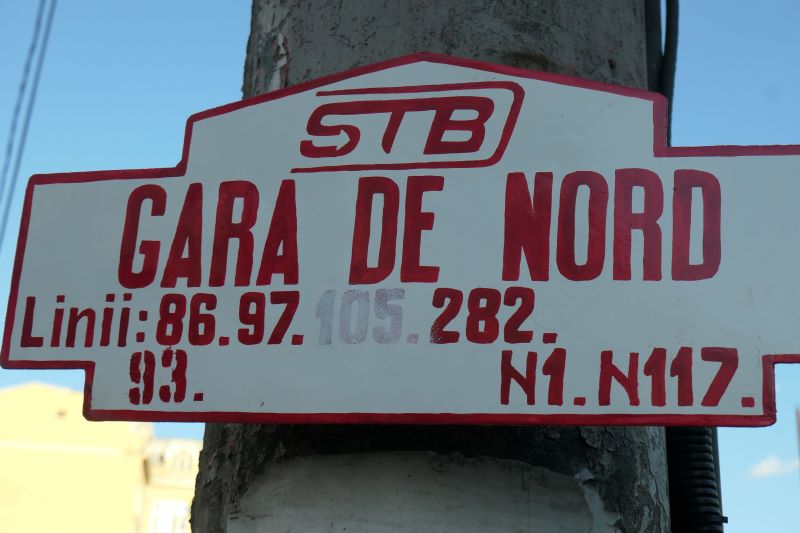 STB
GARA DE NORD
Linii: 86. 97. 105. 282.
93. N1. N117.